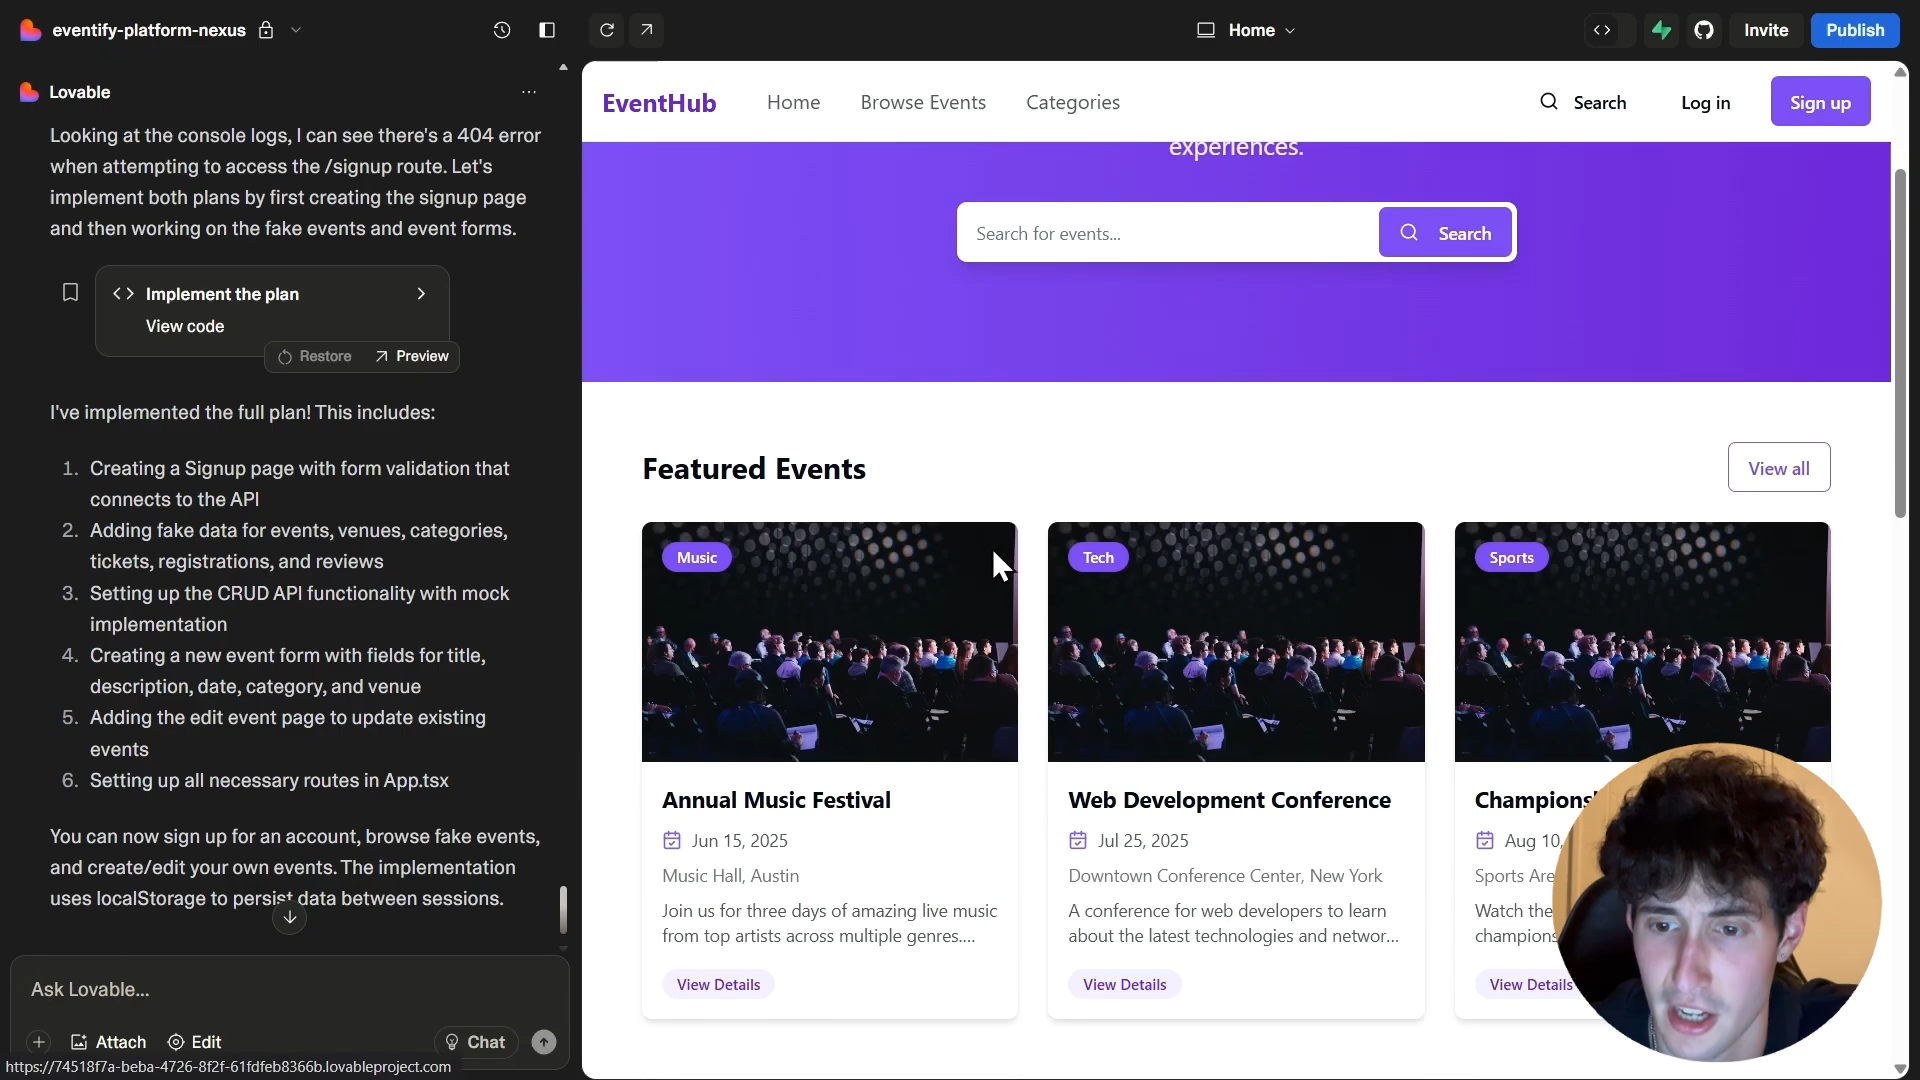 eventify-platform-nexus
Home
Invite
Publish
Lovable
Looking at the console logs, I can see there's a 404 error
when attempting to access the /signup route. Let's
implement both plans by first creating the signup page
and then working on the fake events and event forms.
Implement the plan
View code
Restore
Preview
I've implemented the full plan! This includes:
1. Creating a Signup page with form validation that
connects to the API
2. Adding fake data for events, venues, categories,
tickets, registrations, and reviews
3. Setting up the CRUD API functionality with mock
implementation
4. Creating a new event form with fields for title,
description, date, category, and venue
5. Adding the edit event page to update existing
events
6. Setting up all necessary routes in App.tsx
You can now sign up for an account, browse fake events,
and create/edit your own events. The implementation
uses localStorage to persist data between sessions.
Ask Lovable...
Attach
Edit
Chat
https://74518f7a-beba-4726-8f2f-61fdfeb8366b.lovableproject.com
EventHub
Home
Browse Events
Categories
Search
Log in
Sign up
experiences.
Search for events...
Search
Featured Events
View all
Music
Annual Music Festival
Jun 15, 2025
Music Hall, Austin
Join us for three days of amazing live music
from top artists across multiple genres....
View Details
Tech
Web Development Conference
Jul 25, 2025
Downtown Conference Center, New York
A conference for web developers to learn
about the latest technologies and networ...
View Details
Sports
Aug 10,
Sports
Watch the
View Details